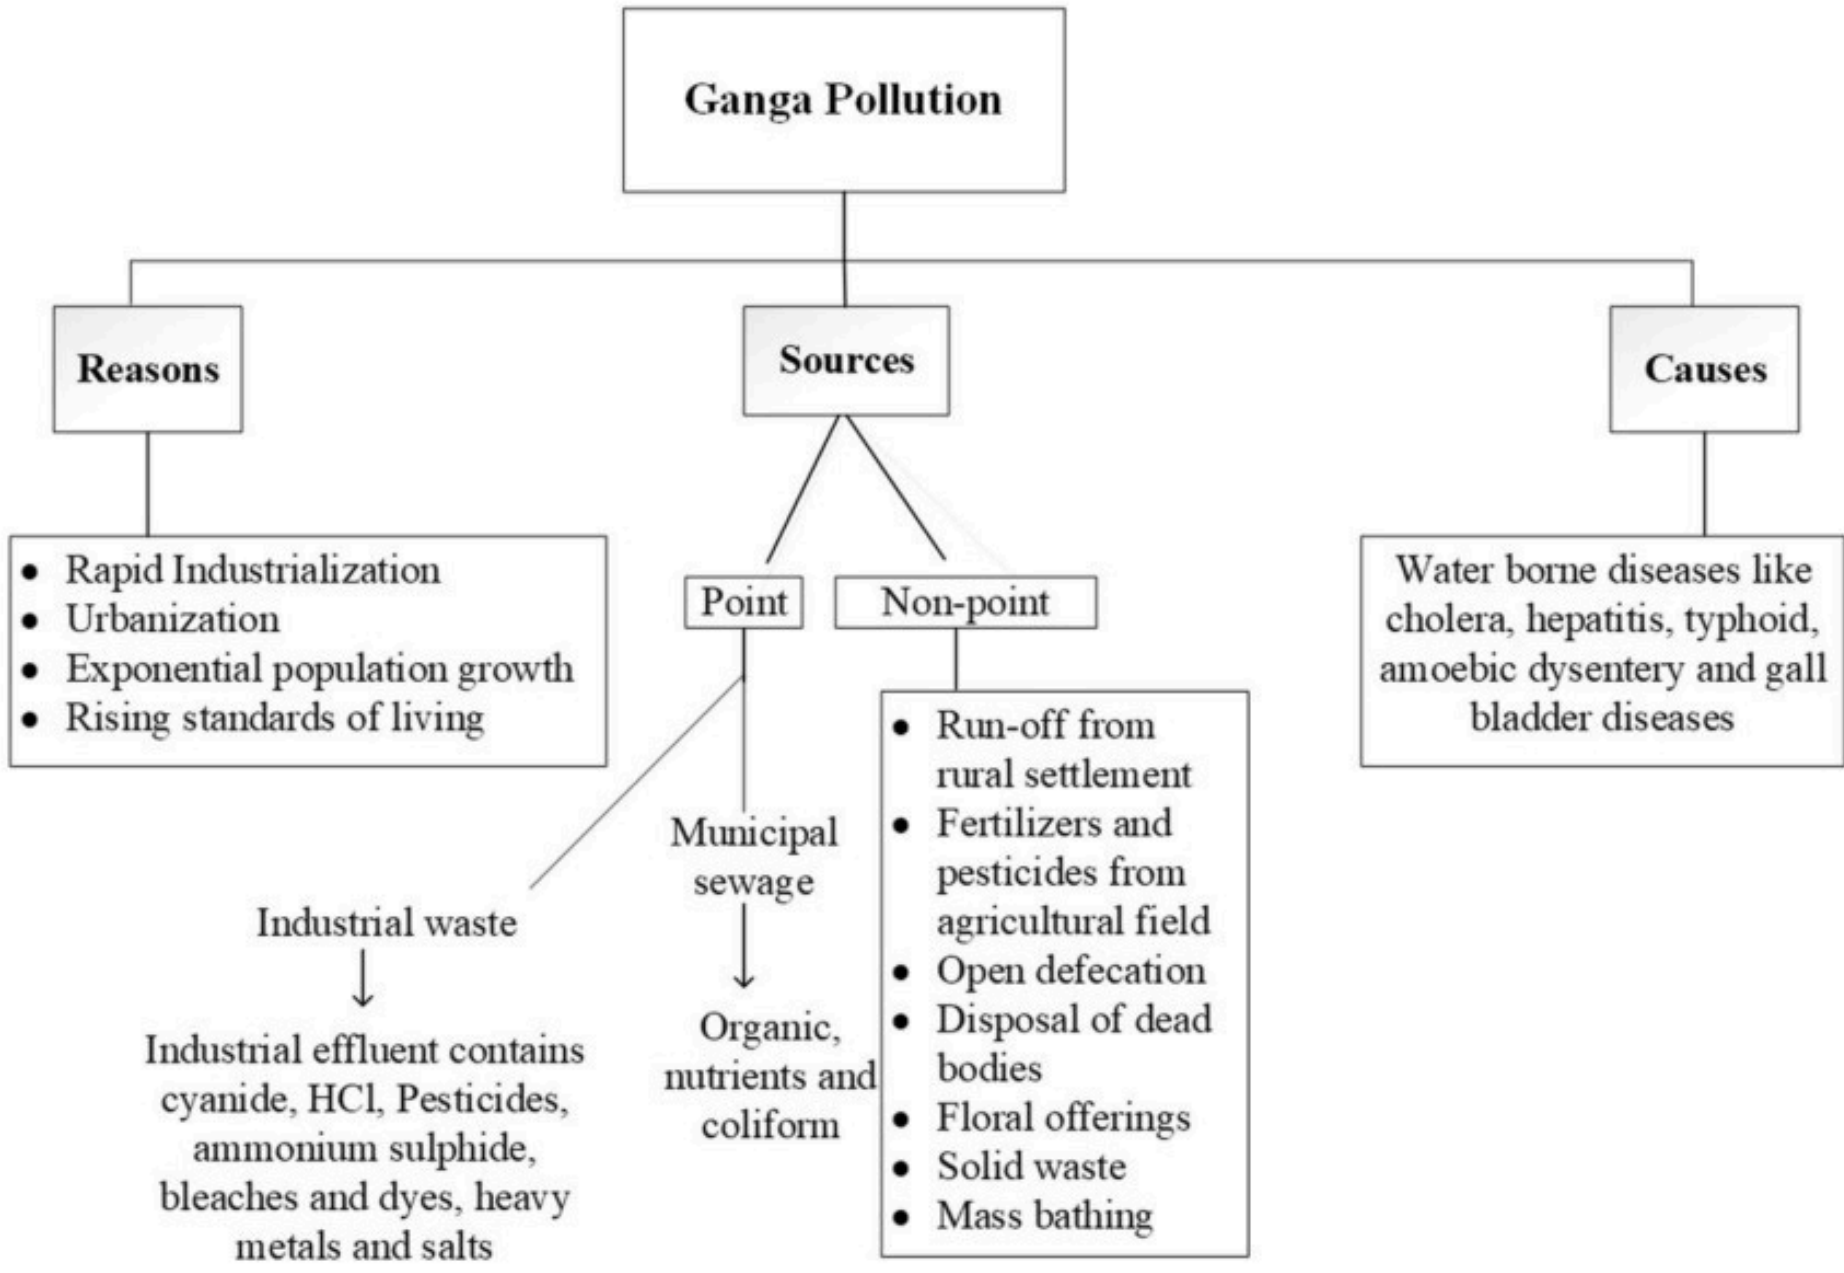 Ganga Pollution
Reasons
Sources
Causes
• Rapid Industrialization
• Urbanization
• Exponential population growth
• Rising standards of living
Point
Non-point
Water borne diseases like
cholera, hepatitis, typhoid,
amoebic dysentery and gall
bladder diseases
Industrial waste
Industrial effluent contains
cyanide, HCl, Pesticides,
ammonium sulphide,
bleaches and dyes, heavy
metals and salts
Municipal
sewage
Organic,
nutrients and
coliform
• Run-off from
rural settlement
• Fertilizers and
pesticides from
agricultural field
• Open defecation
• Disposal of dead
bodies
• Floral offerings
• Solid waste
• Mass bathing